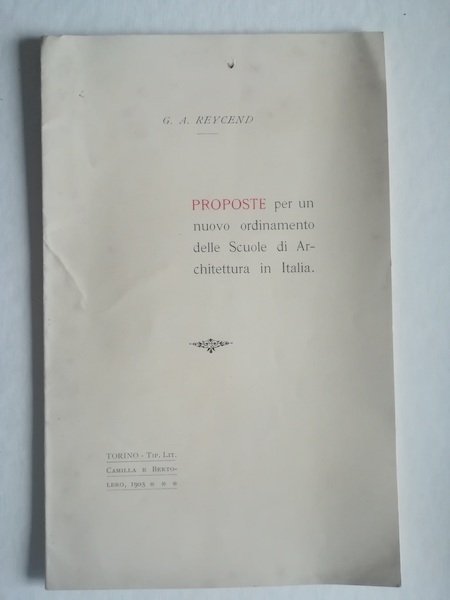 G. A. REYCEND
PROPOSTE per un
nuovo ordinamento
delle Scuole di Ar-
chitettura in Italia.
TORINO - TIP. LIT.
CAMILLA E BERTO-
LERO, 1903 * * *